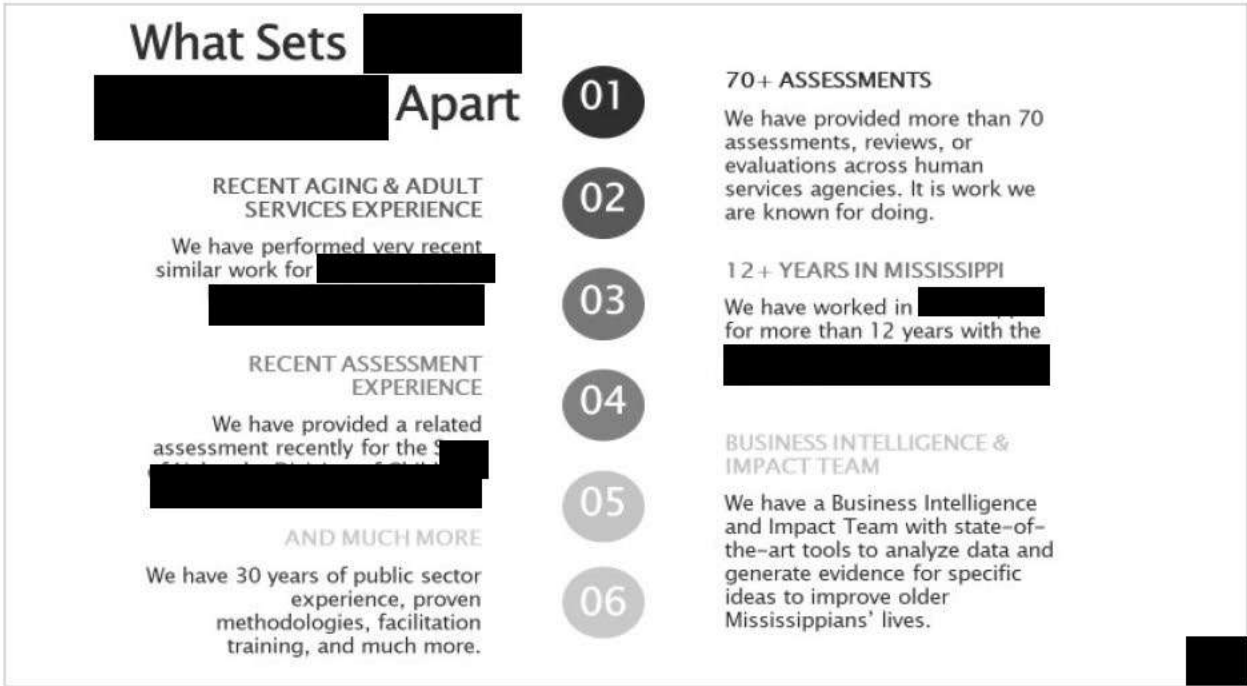 What Sets
Apart
01
70+ ASSESSMENTS
We have provided more than 70
assessments, reviews, or
evaluations across human
services agencies. It is work we
are known for doing.
02
RECENT AGING & ADULT
SERVICES EXPERIENCE
We have performed very recent
similar work for
03
12+ YEARS IN MISSISSIPPI
We have worked in
for more than 12 years with the
04
RECENT ASSESSMENT
EXPERIENCE
We have provided a related
assessment recently for the
05
BUSINESS INTELLIGENCE &
IMPACT TEAM
We have a Business Intelligence
and Impact Team with state-of-
the-art tools to analyze data and
generate evidence for specific
ideas to improve older
Mississippians' lives.
06
AND MUCH MORE
We have 30 years of public sector
experience, proven
methodologies, facilitation
training, and much more.